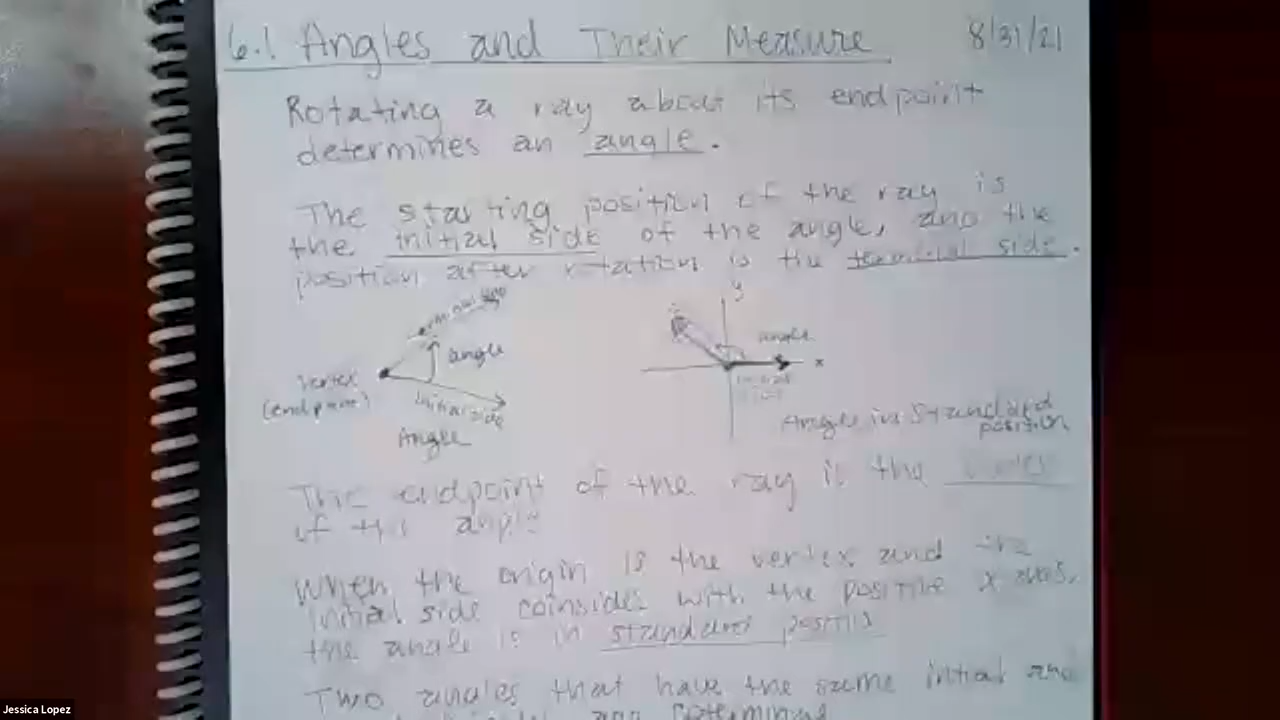 6.1 Angles and Their Measure 8/31/21
Rotating a ray about its endpoint
determines an angle.
The starting position of the ray is
the initial side of the angle, and the
position after rotation is the terminal side.
angle
Vertex
(endpoint)
initial side
Angle
y
angle
x
Angle in Standard
position
The endpoint of the ray is the
of the angle
When the origin is the vertex and the
initial side coinsides with the positive x-axis,
the angle is in standard position
Two angles that have the same initial and
Jessica Lopez